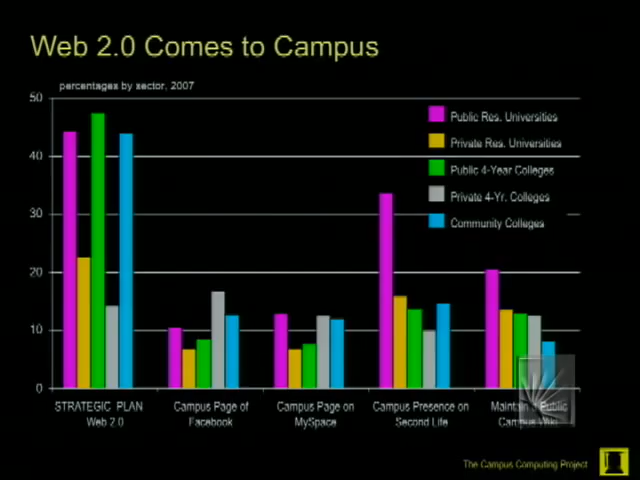 Web 2.0 Comes to Campus
percentages by sector, 2007
50
40
30
20
10
0
Public Res. Universities
Private Res. Universities
Public 4-Year Colleges
Private 4-Yr. Colleges
Community Colleges
STRATEGIC PLAN
Web 2.0
Campus Page of
Facebook
Campus Page on
MySpace
Campus Presence on
Second Life
Maintain Public
Campus Wiki
The Campus Computing Project